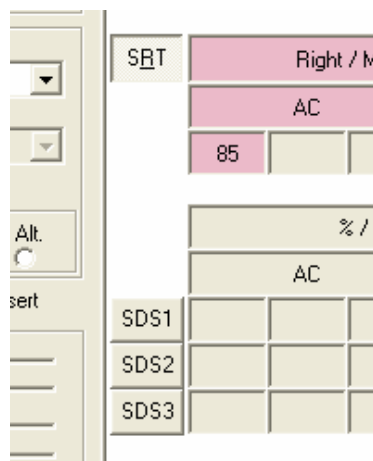 SRT
Right / M
AC
85
Alt.
% /
sert
AC
SDS1
SDS2
SDS3